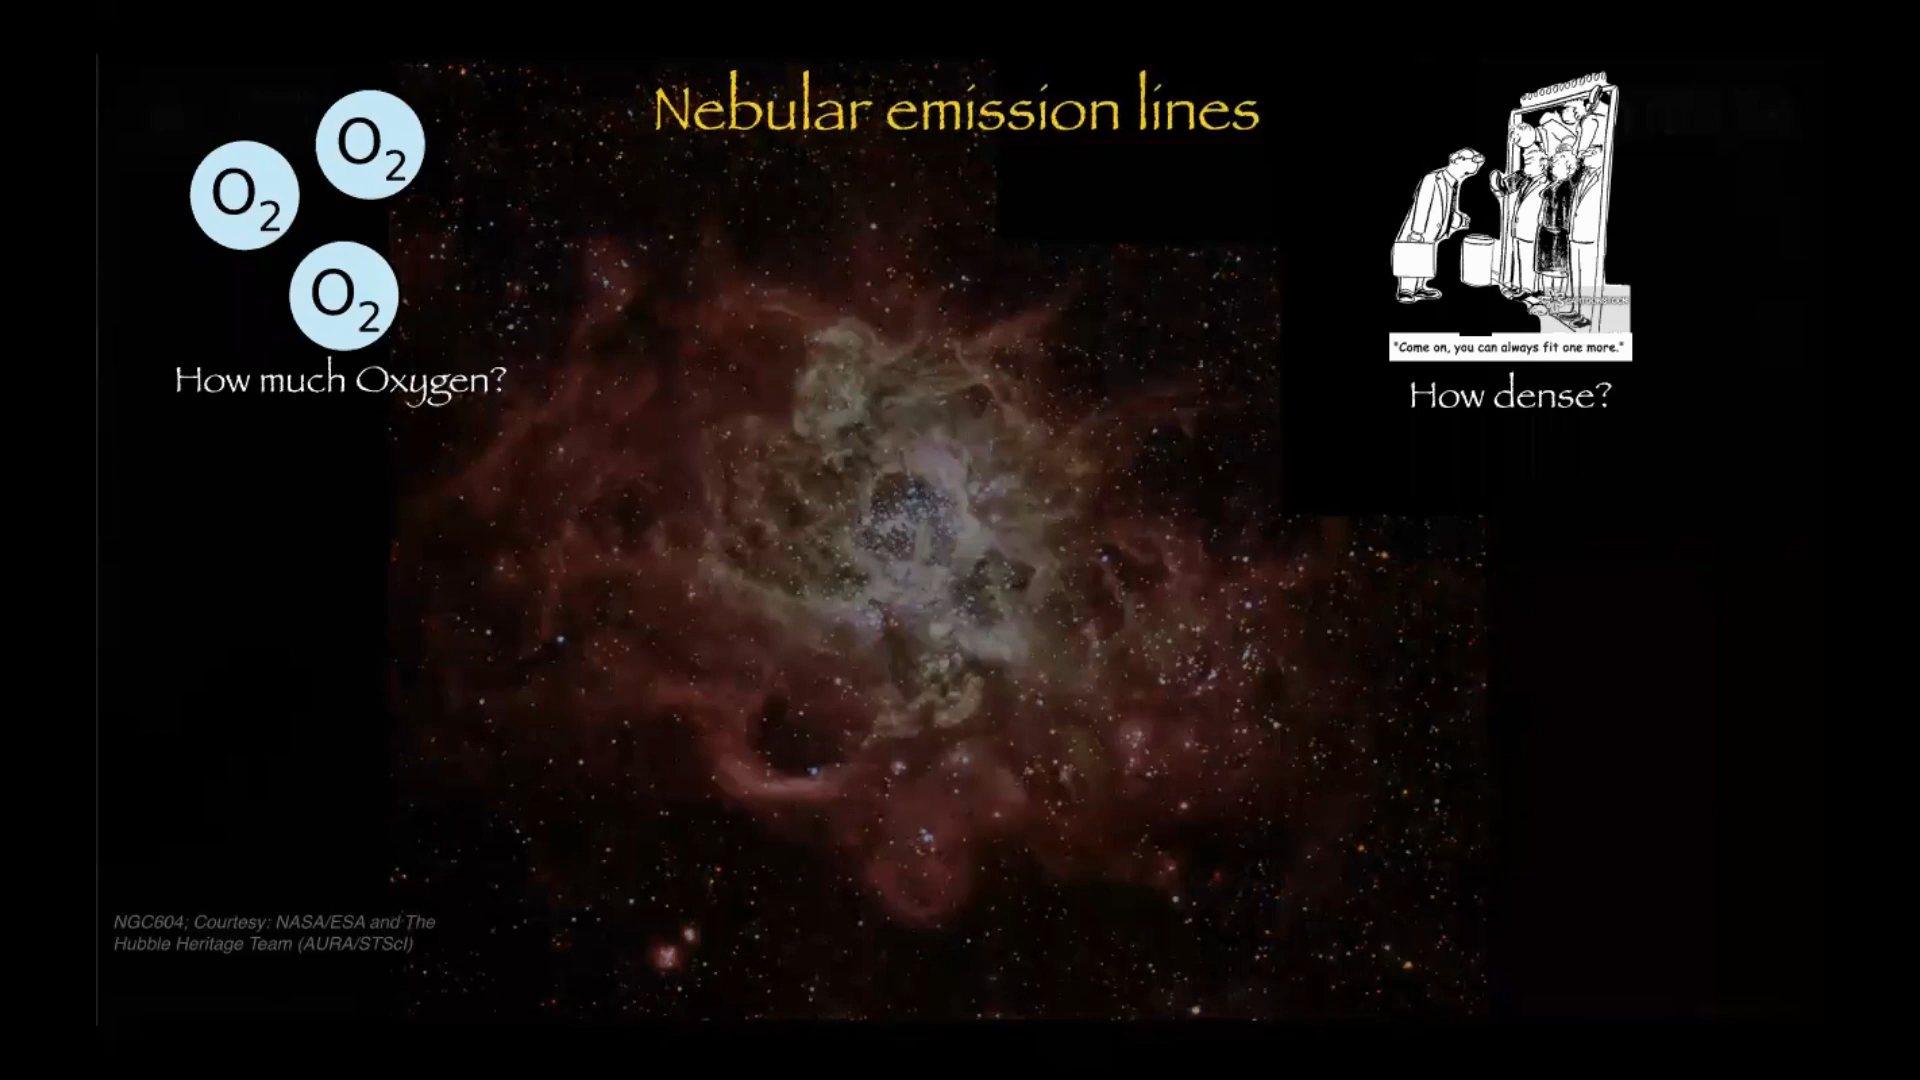 Nebular emission lines
O2
O2
O2
How much Oxygen?
"Come on, you can always fit one more."
How dense?
NGC604; Courtesy: NASA/ESA and The
Hubble Heritage Team (AURA/STScI)